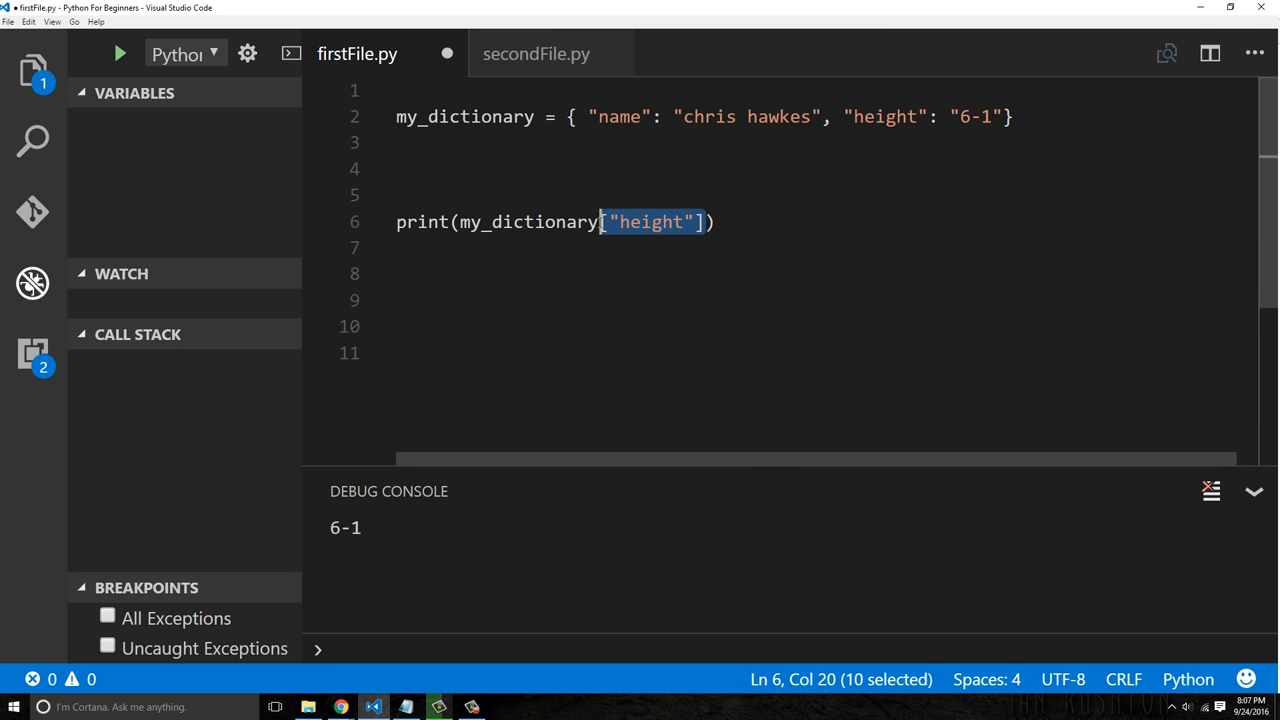 ● firstFile.py - Python For Beginners - Visual Studio Code
File Edit View Go Help
Python
firstFile.py
secondFile.py
1
VARIABLES
1
2 my_dictionary = { "name": "chris hawkes", "height": "6-1"}
3
4
5
6 print(my_dictionary["height"])
7
8
9
10
11
WATCH
CALL STACK
2
DEBUG CONSOLE
6-1
BREAKPOINTS
All Exceptions
Uncaught Exceptions
0 0 Ln 6, Col 20 (10 selected) Spaces: 4 UTF-8 CRLF Python
I'm Cortana. Ask me anything.
8:07 PM
9/24/2016